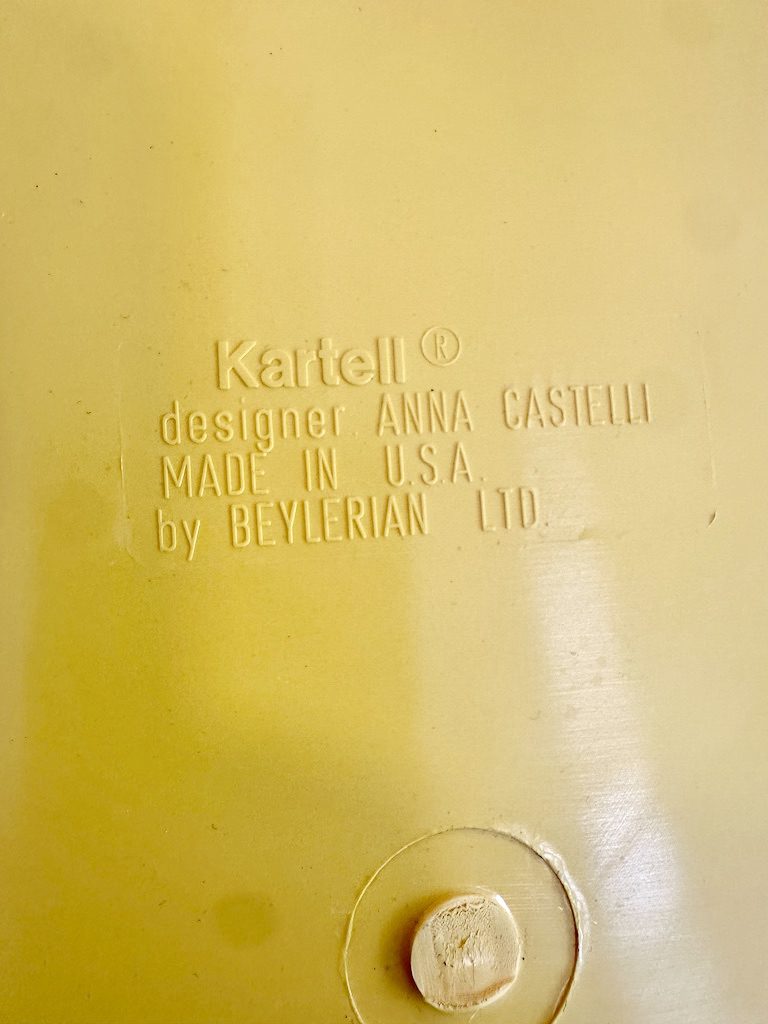 Kartell ®
designer. ANNA CASTELLI
MADE IN U.S.A.
by BEYLERIAN LTD.